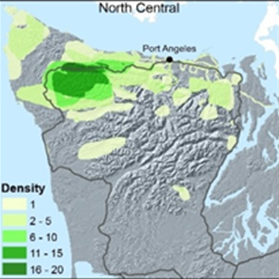 North Central
Port Angeles
Density
1
2 - 5
6 - 10
11 - 15
16 - 20